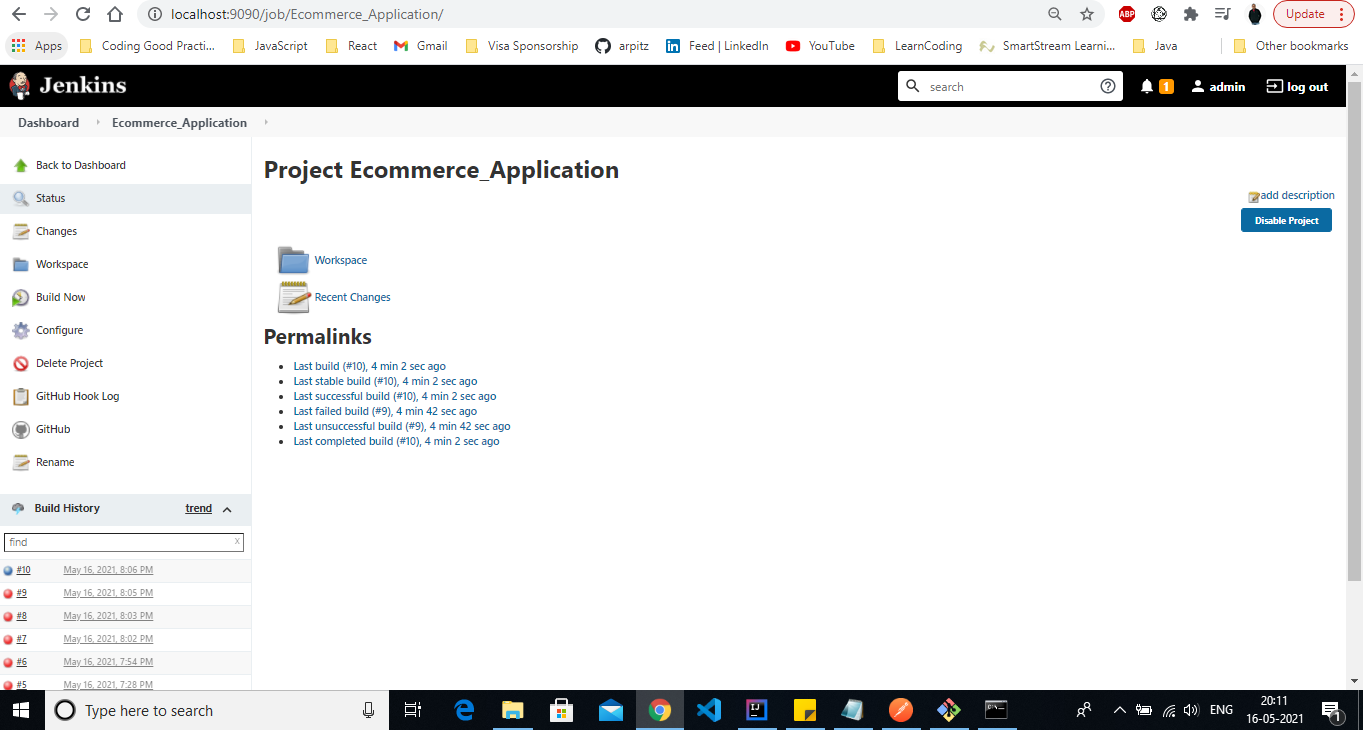 localhost:9090/job/Ecommerce_Application/
ABP
Update
Apps
Coding Good Practi...
JavaScript
React
Gmail
Visa Sponsorship
arpitz
Feed | LinkedIn
YouTube
LearnCoding
SmartStream Learni...
Java
Other bookmarks
Jenkins
search
1
admin
log out
Dashboard
Ecommerce_Application
Back to Dashboard
Status
Changes
Workspace
Build Now
Configure
Delete Project
GitHub Hook Log
GitHub
Rename
Project Ecommerce_Application
add description
Disable Project
Workspace
Recent Changes
Permalinks
Last build (#10), 4 min 2 sec ago
Last stable build (#10), 4 min 2 sec ago
Last successful build (#10), 4 min 2 sec ago
Last failed build (#9), 4 min 42 sec ago
Last unsuccessful build (#9), 4 min 42 sec ago
Last completed build (#10), 4 min 2 sec ago
Build History
trend
find
x
#10 May 16, 2021, 8:06 PM
#9 May 16, 2021, 8:05 PM
#8 May 16, 2021, 8:03 PM
#7 May 16, 2021, 8:02 PM
#6 May 16, 2021, 7:54 PM
#5 May 16, 2021, 7:28 PM
Type here to search
IJ
ENG
20:11
16-05-2021
1